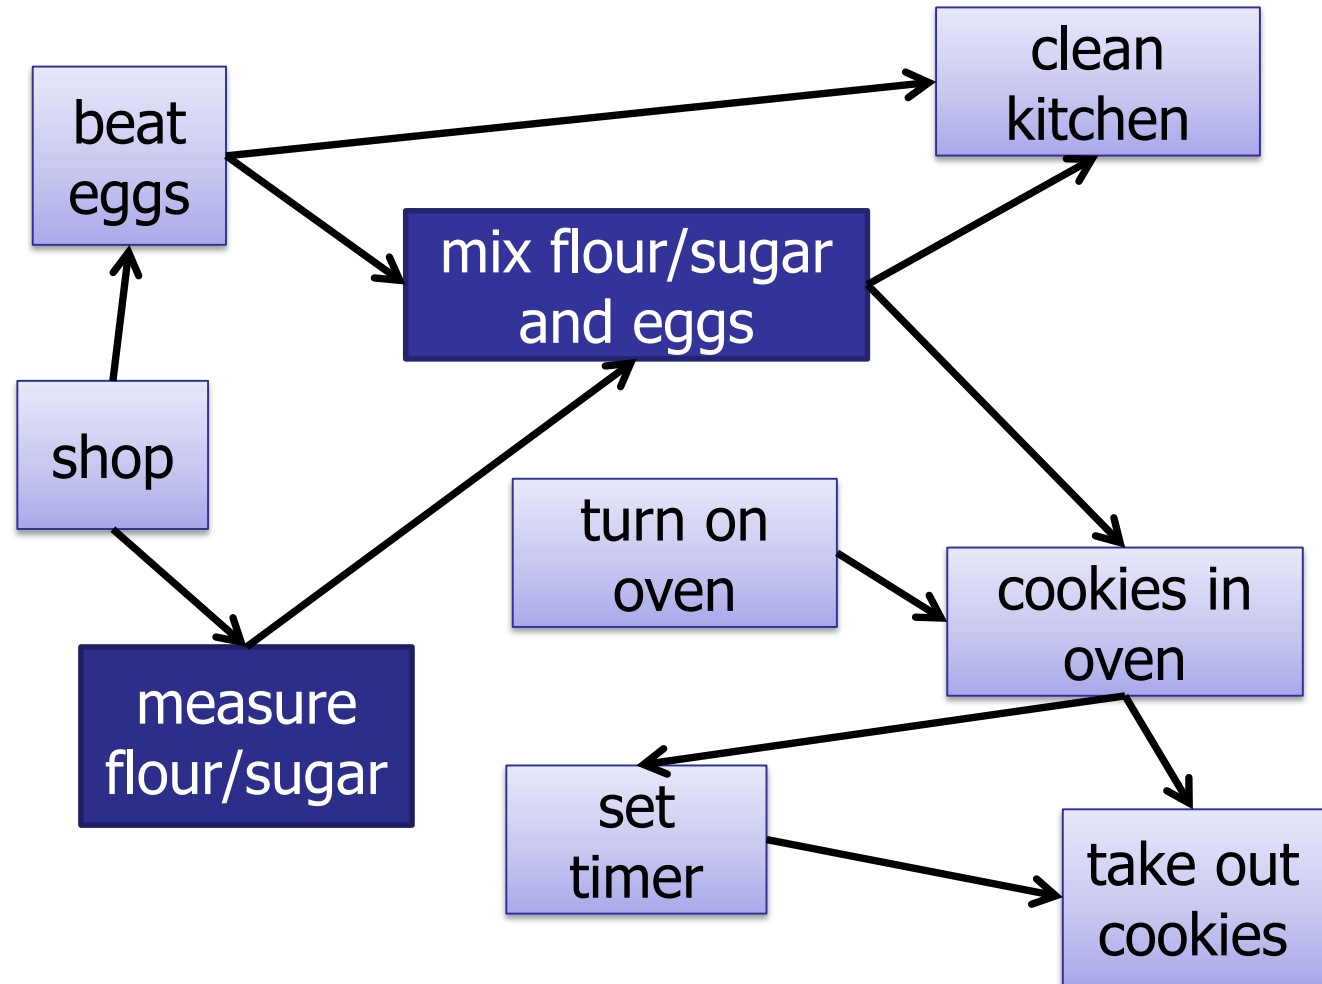 beat
eggs
clean
kitchen
mix flour/sugar
and eggs
shop
turn on
oven
cookies in
oven
measure
flour/sugar
set
timer
take out
cookies